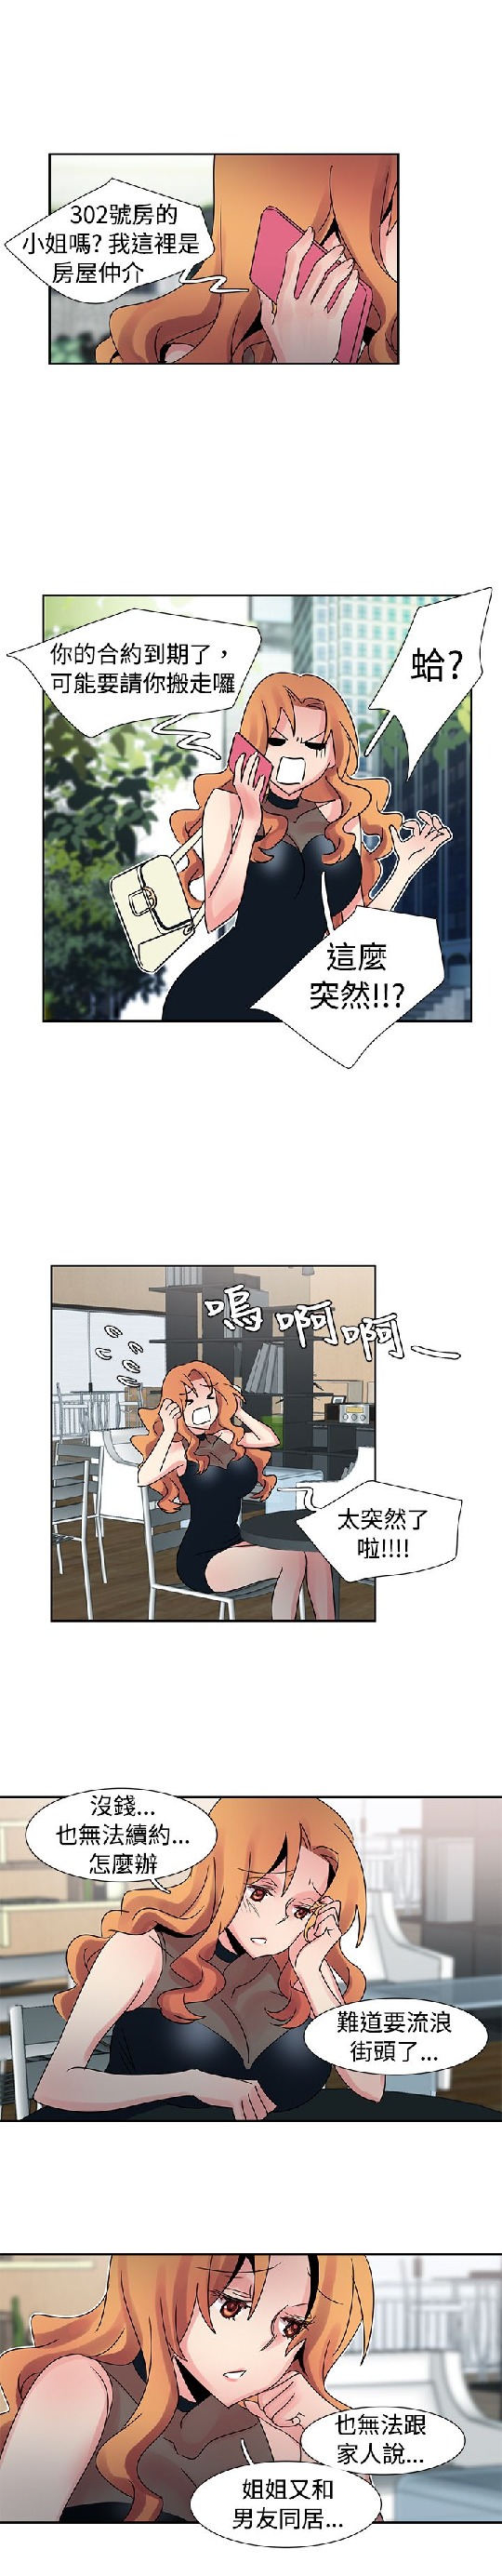 302號房的
小姐嗎? 我這裡是
房屋仲介
你的合約到期了，
可能要請你搬走囉
蛤?
這麼
突然!!?
嗚啊啊
太突然了
啦!!!!
沒錢...
也無法續約...
怎麼辦
難道要流浪
街頭了...
也無法跟
家人說...
姐姐又和
男友同居...